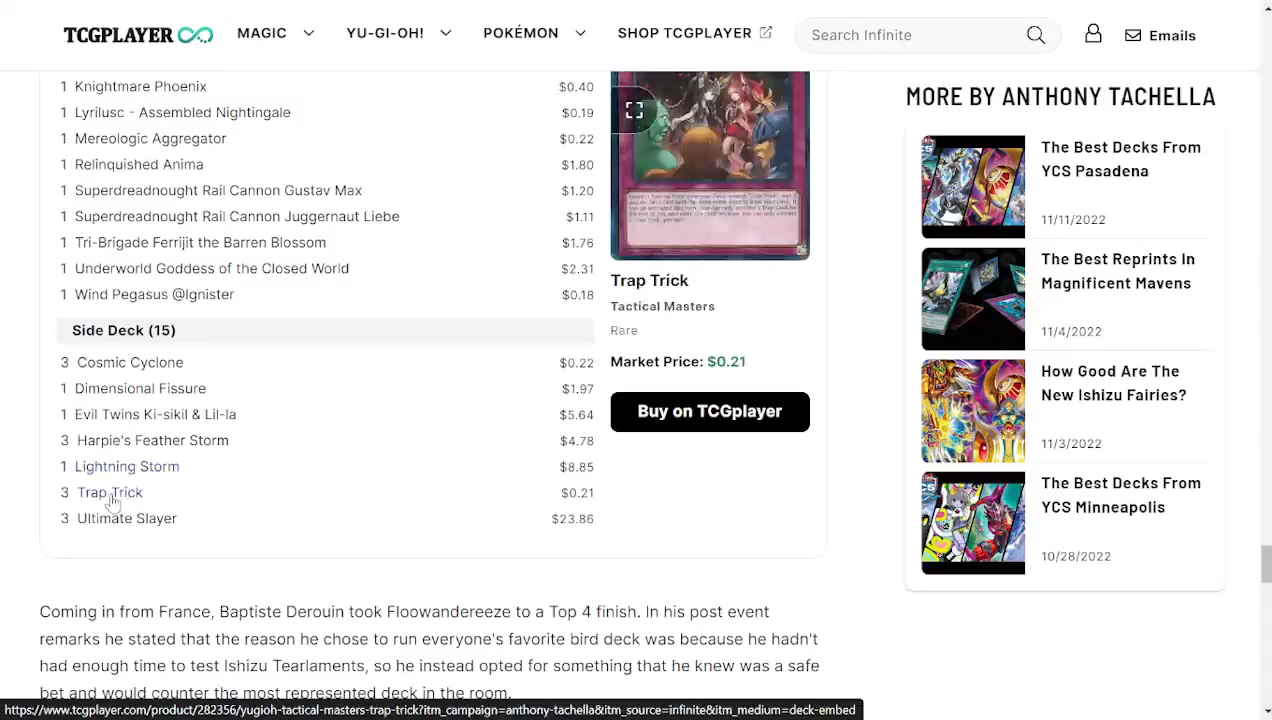 TCGPLAYER
MAGIC
YU-GI-OH!
POKÉMON
SHOP TCGPLAYER
Search Infinite
Emails
1 Knightmare Phoenix $0.40
1 Lyrilusc - Assembled Nightingale $0.19
1 Mereologic Aggregator $0.22
1 Relinquished Anima $1.80
1 Superdreadnought Rail Cannon Gustav Max $1.20
1 Superdreadnought Rail Cannon Juggernaut Liebe $1.11
1 Tri-Brigade Ferrijit the Barren Blossom $1.76
1 Underworld Goddess of the Closed World $2.31
1 Wind Pegasus @Ignister $0.18
Side Deck (15)
3 Cosmic Cyclone $0.22
1 Dimensional Fissure $1.97
1 Evil Twins Ki-sikil & Lil-la $5.64
3 Harpie's Feather Storm $4.78
1 Lightning Storm $8.85
3 Trap Trick $0.21
3 Ultimate Slayer $23.86
Trap Trick
Tactical Masters
Rare
Market Price: $0.21
Buy on TCGplayer
MORE BY ANTHONY TACHELLA
The Best Decks From
YCS Pasadena
11/11/2022
The Best Reprints In
Magnificent Mavens
11/4/2022
How Good Are The
New Ishizu Fairies?
11/3/2022
The Best Decks From
YCS Minneapolis
10/28/2022
Coming in from France, Baptiste Derouin took Floowandereeze to a Top 4 finish. In his post event
remarks he stated that the reason he chose to run everyone's favorite bird deck was because he hadn't
had enough time to test Ishizu Tearlaments, so he instead opted for something that he knew was a safe
bet and would counter the most represented deck in the room.
https://www.tcgplayer.com/product/282356/yugioh-tactical-masters-trap-trick?itm_campaign=anthony-tachella&itm_source=infinite&itm_medium=deck-embed